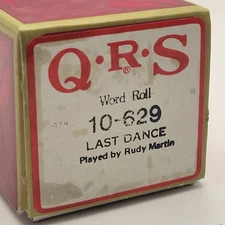 Q·R·S
®
Word Roll
10-629
LAST DANCE
Played by Rudy Martin